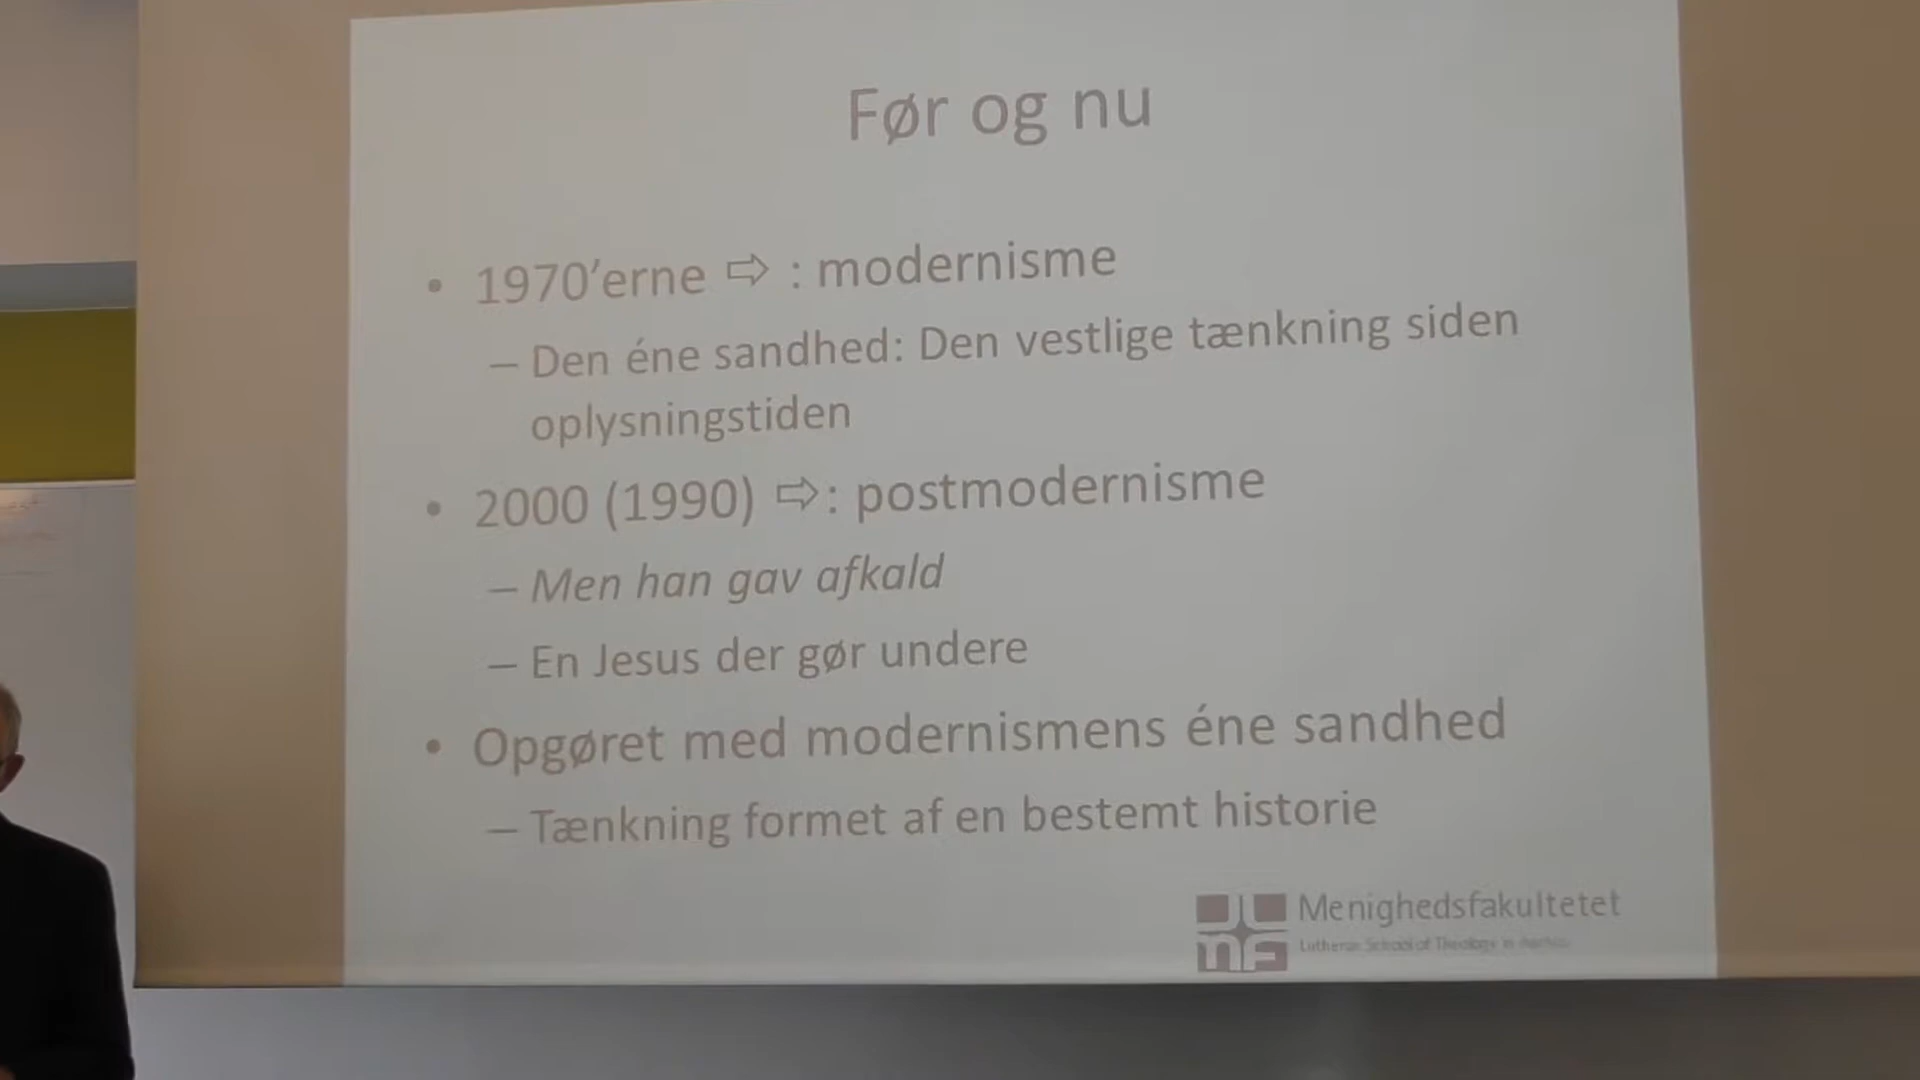 Før og nu
• 1970’erne ⇨ : modernisme
– Den éne sandhed: Den vestlige tænkning siden
oplysningstiden
• 2000 (1990) ⇨: postmodernisme
– Men han gav afkald
– En Jesus der gør undere
• Opgøret med modernismens éne sandhed
– Tænkning formet af en bestemt historie
Menighedsfakultetet
Lutheran School of Theology in Aarhus
mF